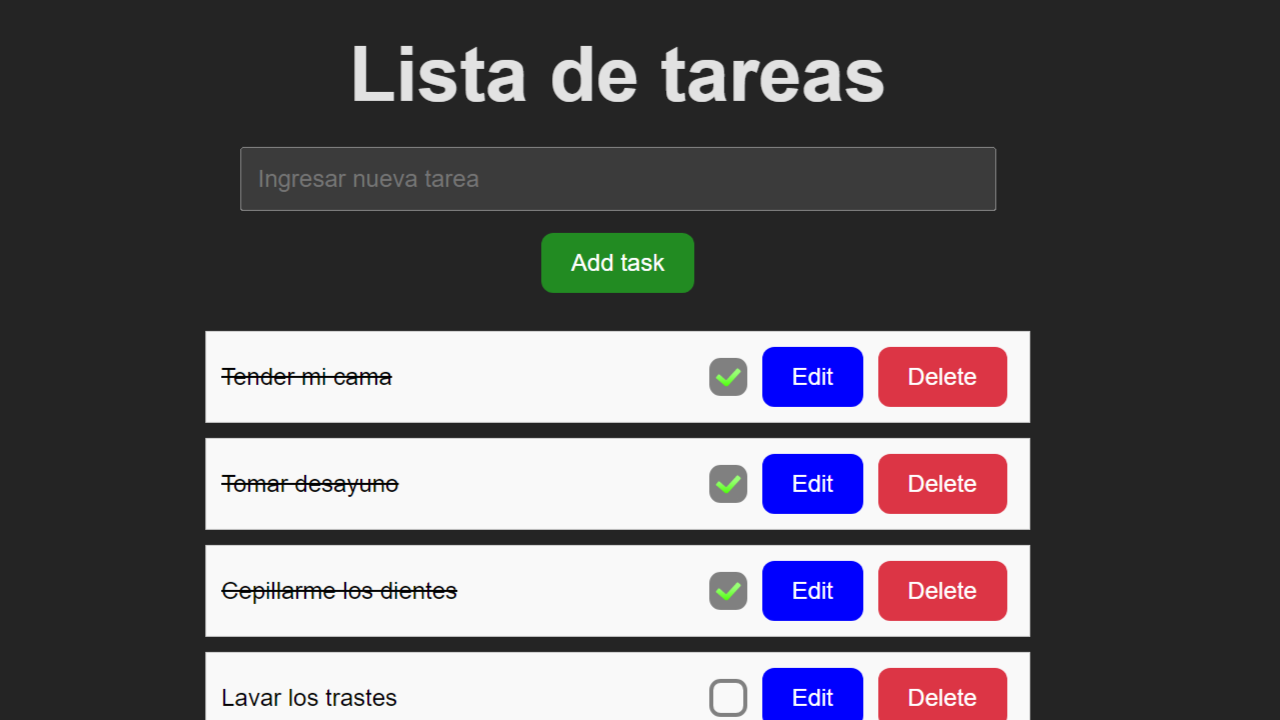 Lista de tareas
Ingresar nueva tarea
Add task
Tender mi cama Edit Delete
Tomar desayuno Edit Delete
Cepillarme los dientes Edit Delete
Lavar los trastes Edit Delete